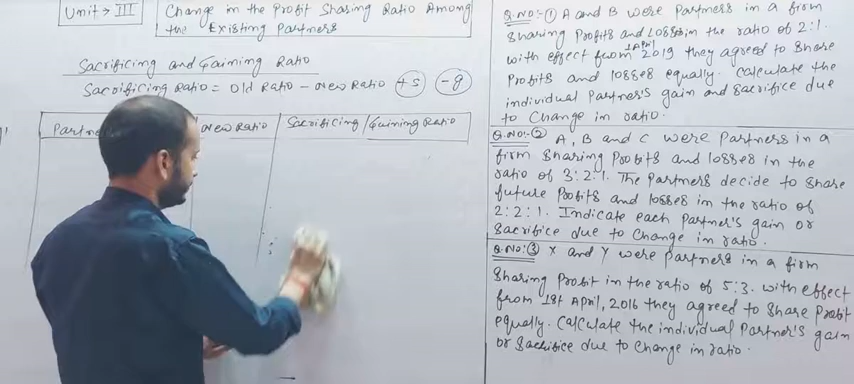 Unit → III
Change in the Profit Sharing Ratio Among
the Existing Partners
Sacrificing and Gaining Ratio
Sacrificing Ratio = Old Ratio - New Ratio +s -g
Partne
New Ratio
Sacrificing / Gaining Ratio
Q.NO:- ① A and B were Partners in a firm
Sharing Profits and Losses in the ratio of 2:1.
with effect from 1 April 2019 they agreed to Share
Profits and losses equally. Calculate the
individual Partner's gain and Sacrifice due
to Change in ratio.
Q.NO:- ② A, B and C were Partners in a
firm Sharing Profits and losses in the
ratio of 3:2:1. The Partners decide to Share
future Profits and losses in the ratio of
2:2:1. Indicate each Partner's gain or
Sacrifice due to Change in ratio.
Q.NO: ③ X and Y were Partners in a firm
Sharing Profit in the ratio of 5:3. with effect
from 1st April, 2016 they agreed to Share Profit
equally. Calculate the individual Partner's gain
or Sacrifice due to Change in ratio.